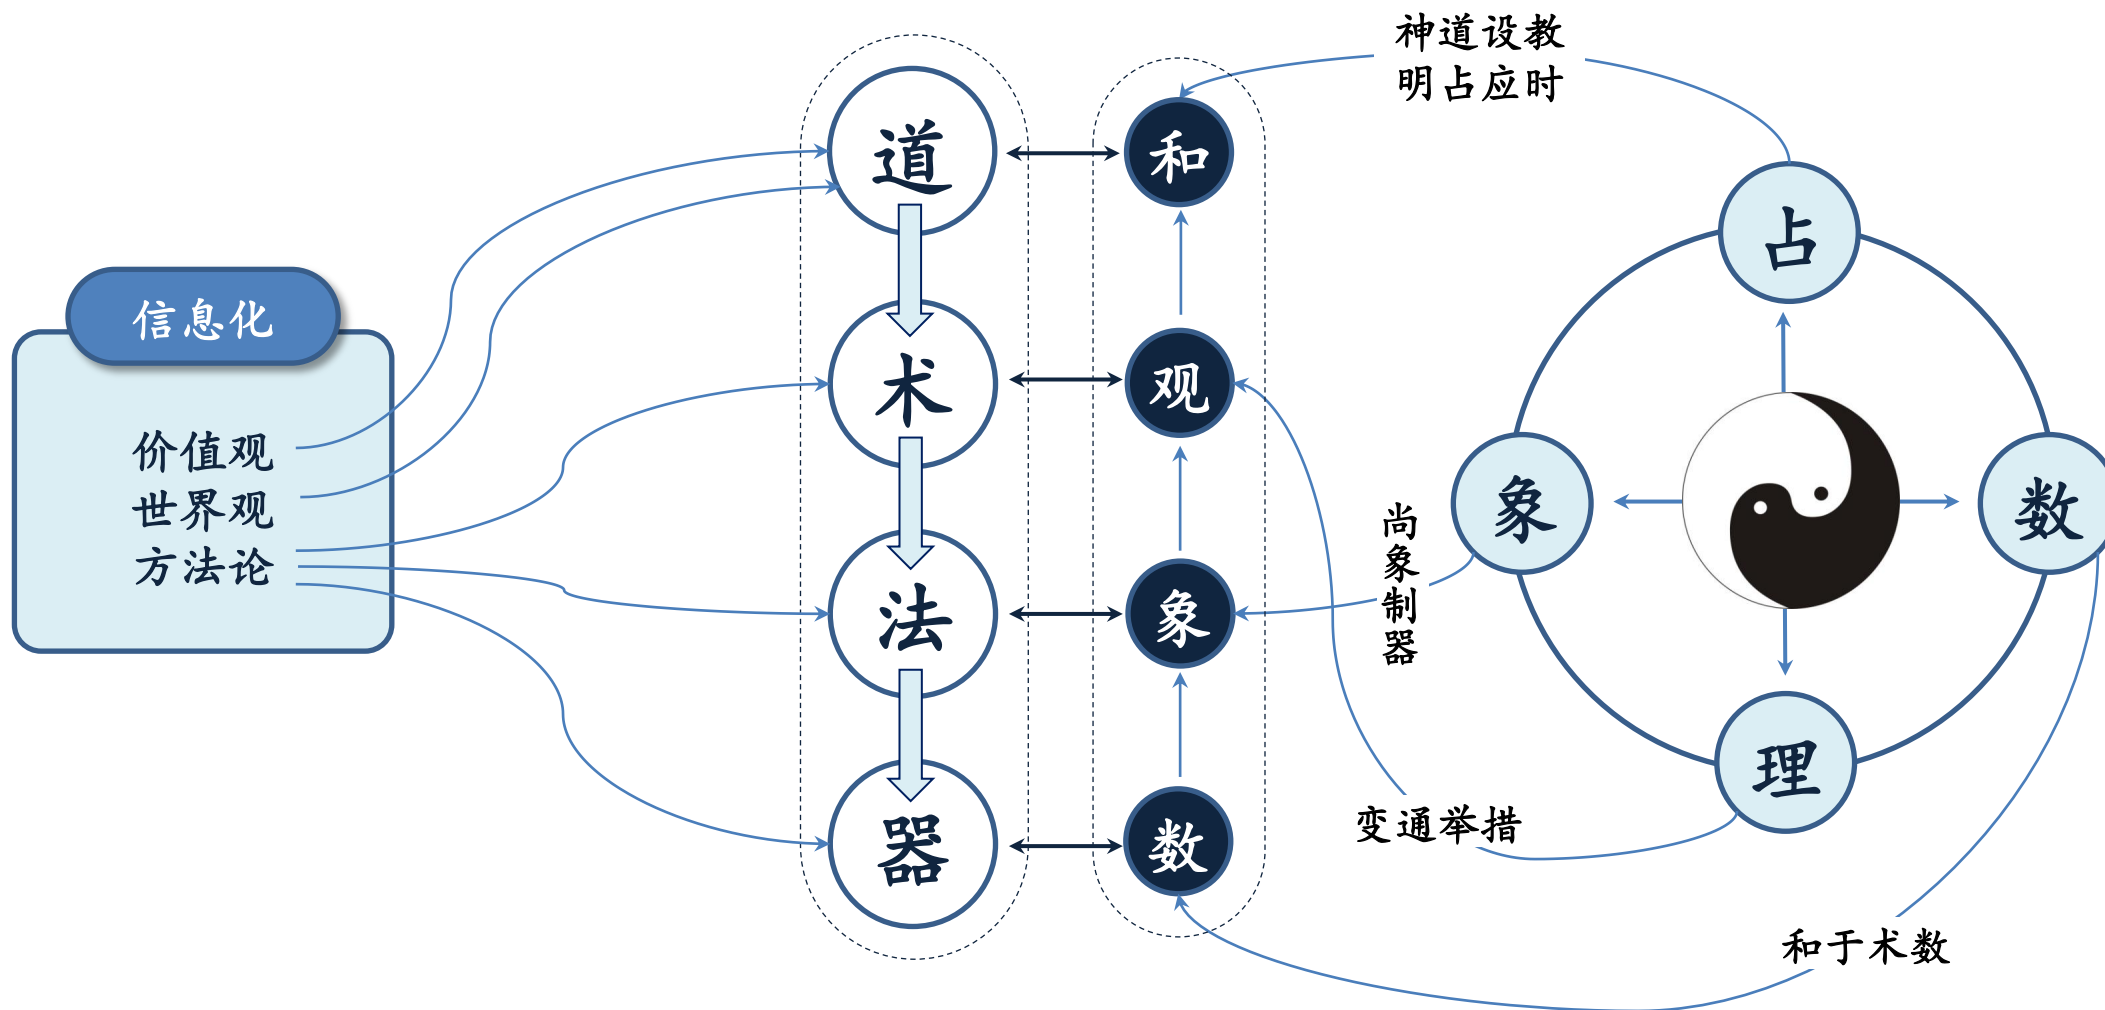 信息化
价值观
世界观
方法论
道
术
法
器
和
观
象
数
神道设教
明占应时
尚象制器
变通举措
和于术数
占
象
数
理